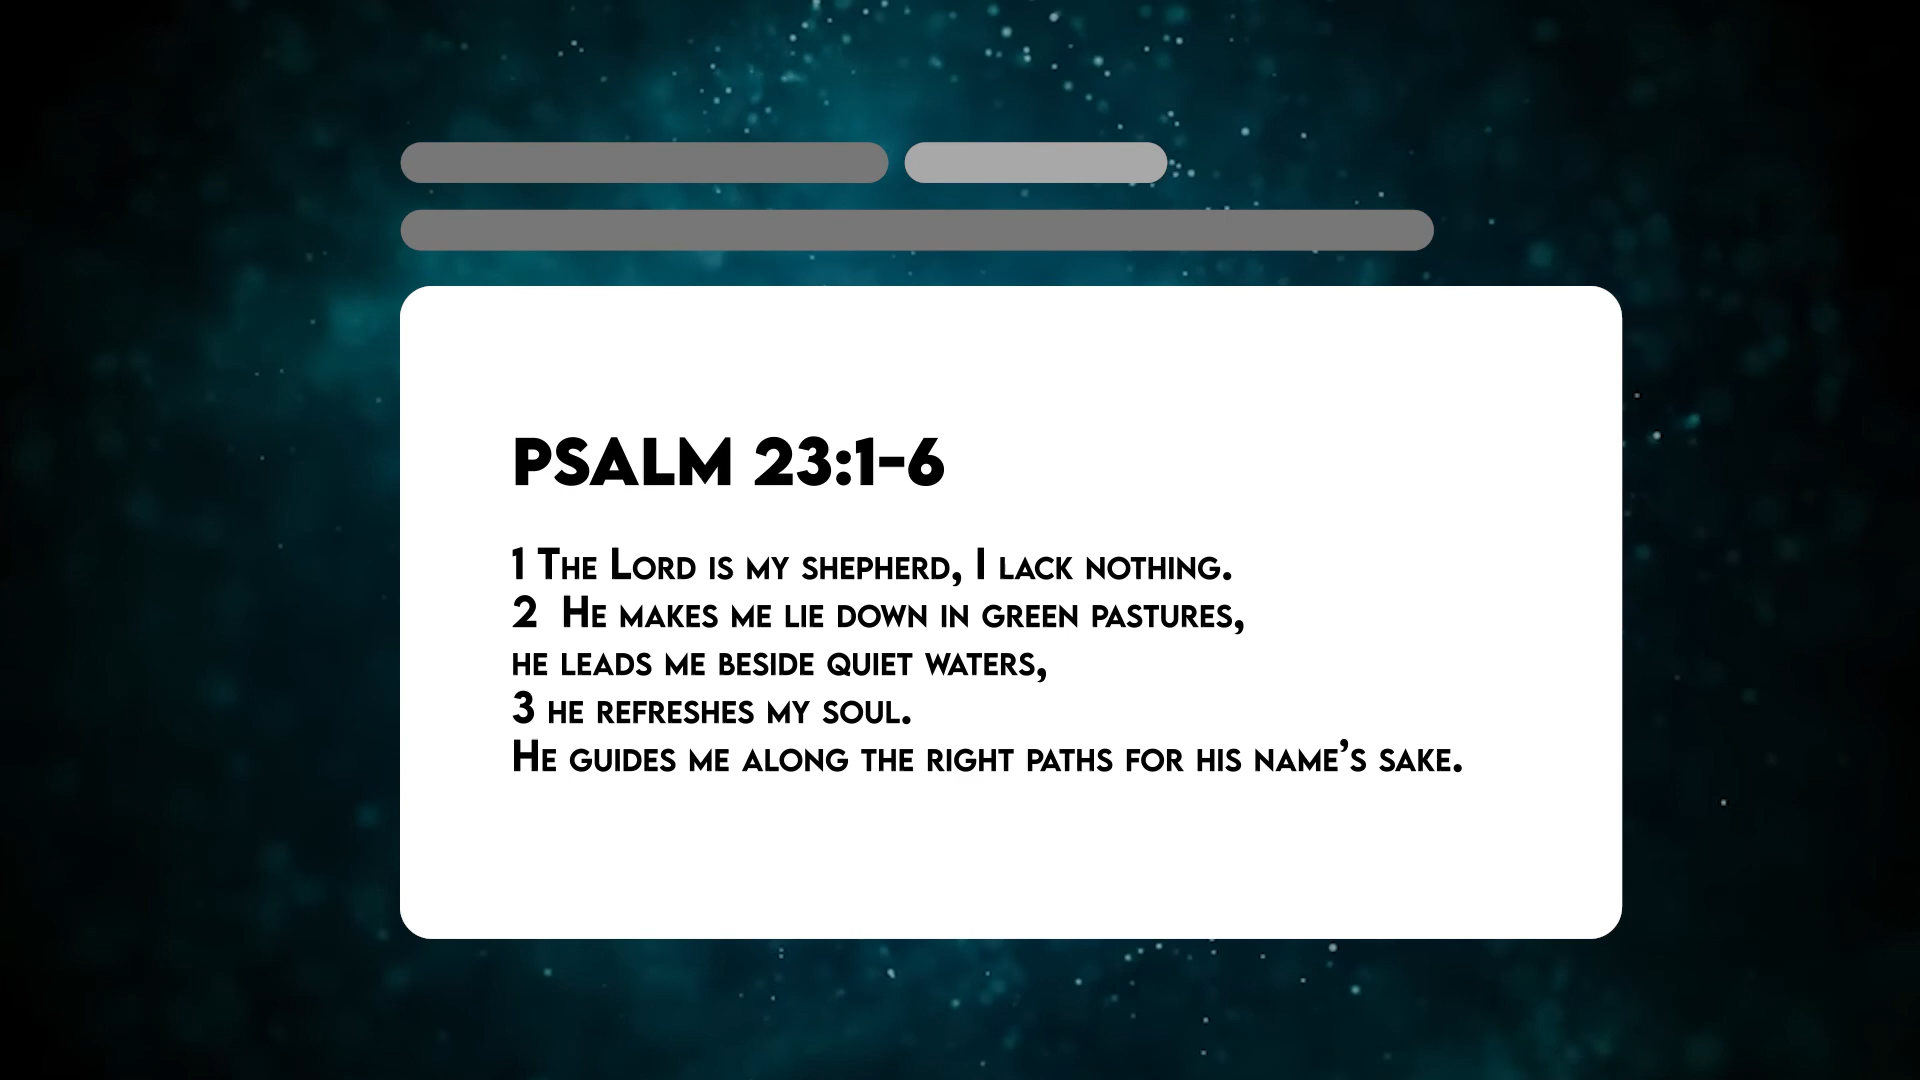 PSALM 23:1-6
1 The Lord is my shepherd, I lack nothing.
2  He makes me lie down in green pastures,
he leads me beside quiet waters,
3 he refreshes my soul.
He guides me along the right paths for his name’s sake.